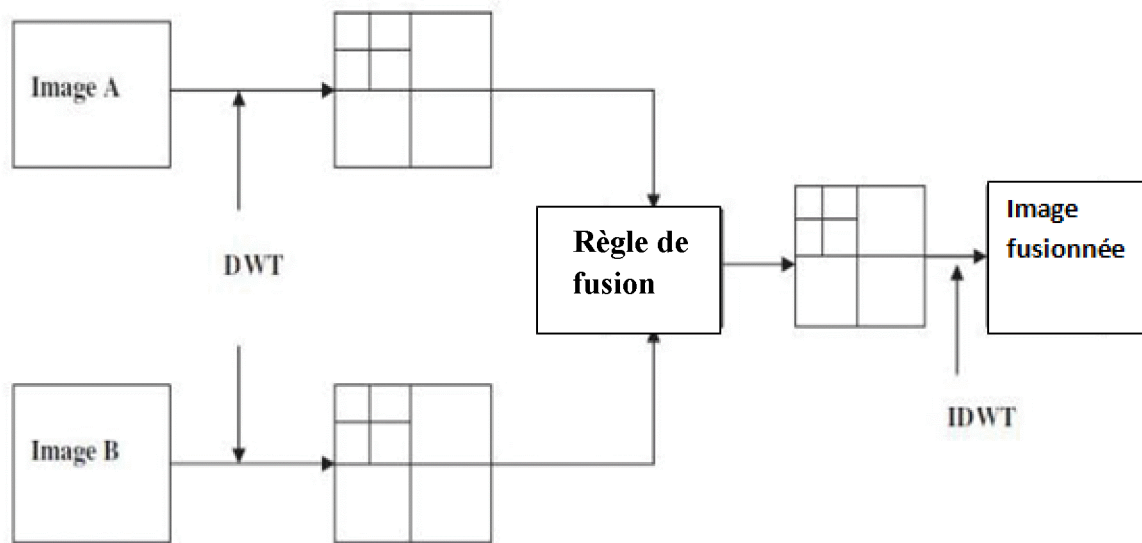 Image A
DWT
Image B
Règle de
fusion
Image
fusionnée
IDWT